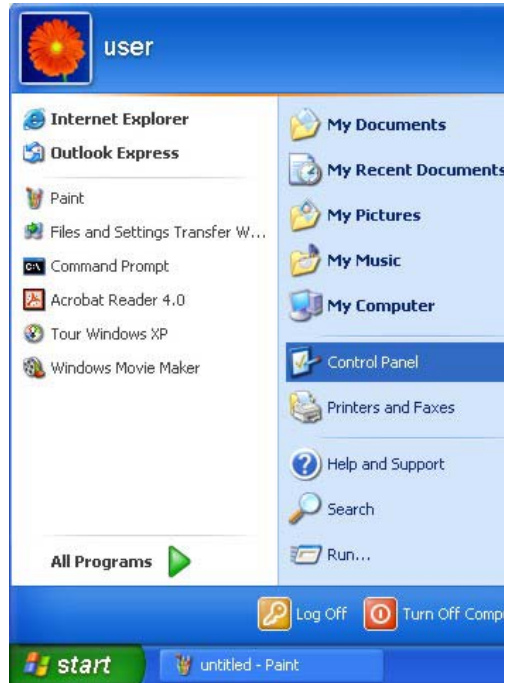 user
Internet Explorer
Outlook Express
Paint
Files and Settings Transfer W...
Command Prompt
Acrobat Reader 4.0
Tour Windows XP
Windows Movie Maker
All Programs
My Documents
My Recent Documents
My Pictures
My Music
My Computer
Control Panel
Printers and Faxes
Help and Support
Search
Run...
Log Off
Turn Off Comp
start
untitled - Paint